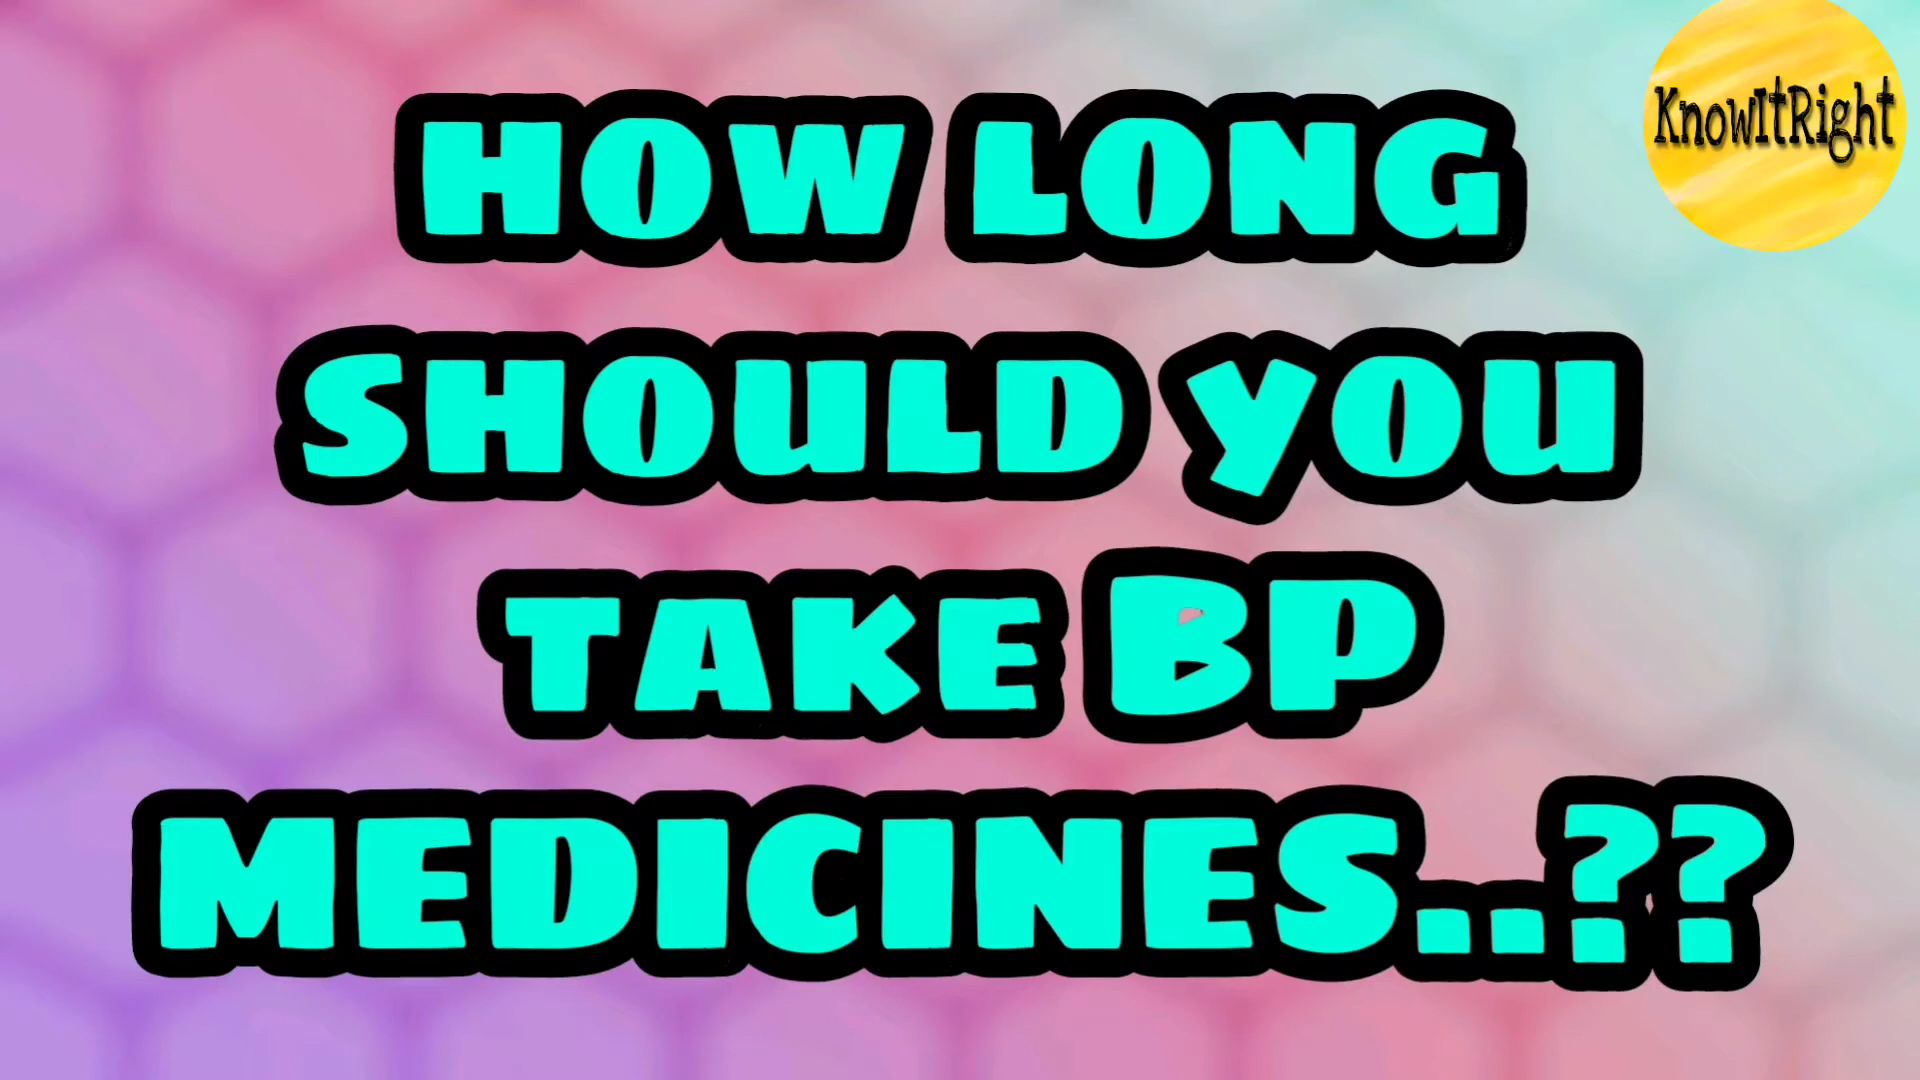 HOW LONG
SHOULD YOU
TAKE BP
MEDICINES..??
KnowItRight